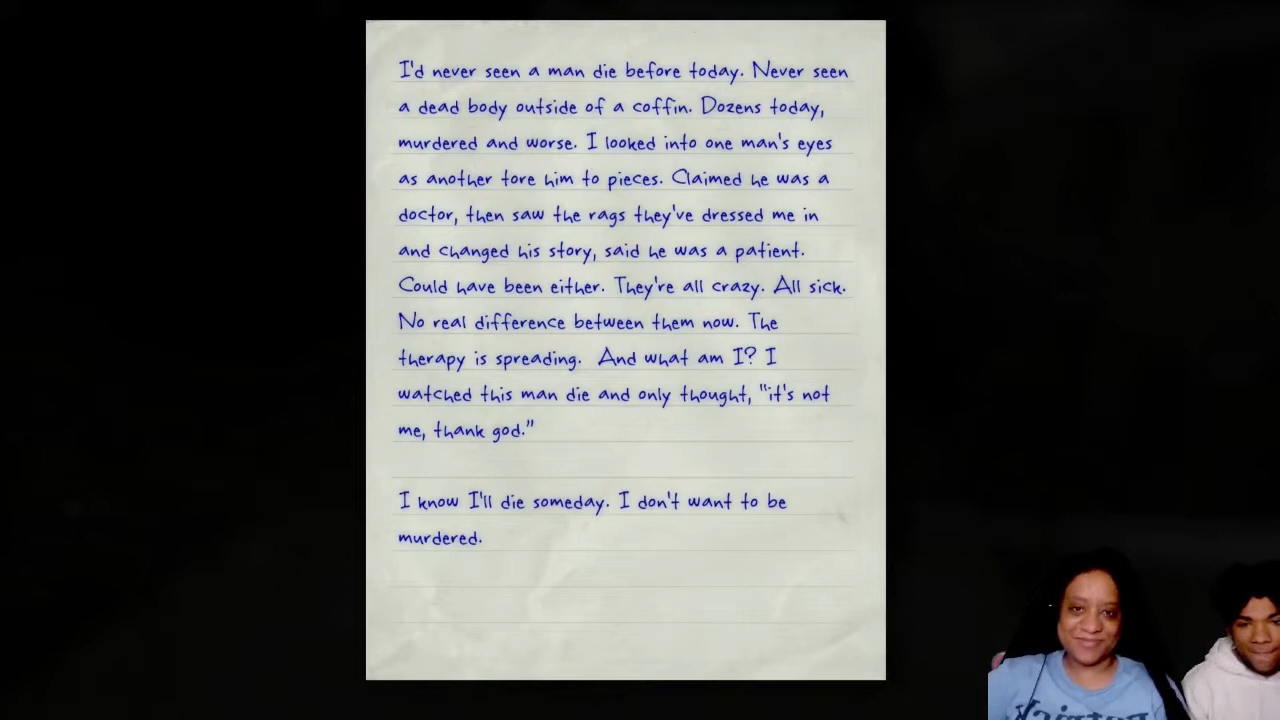 I'd never seen a man die before today. Never seen
a dead body outside of a coffin. Dozens today,
murdered and worse. I looked into one man's eyes
as another tore him to pieces. Claimed he was a
doctor, then saw the rags they've dressed me in
and changed his story, said he was a patient.
Could have been either. They're all crazy. All sick.
No real difference between them now. The
therapy is spreading. And what am I? I
watched this man die and only thought, "it's not
me, thank god."
I know I'll die someday. I don't want to be
murdered.